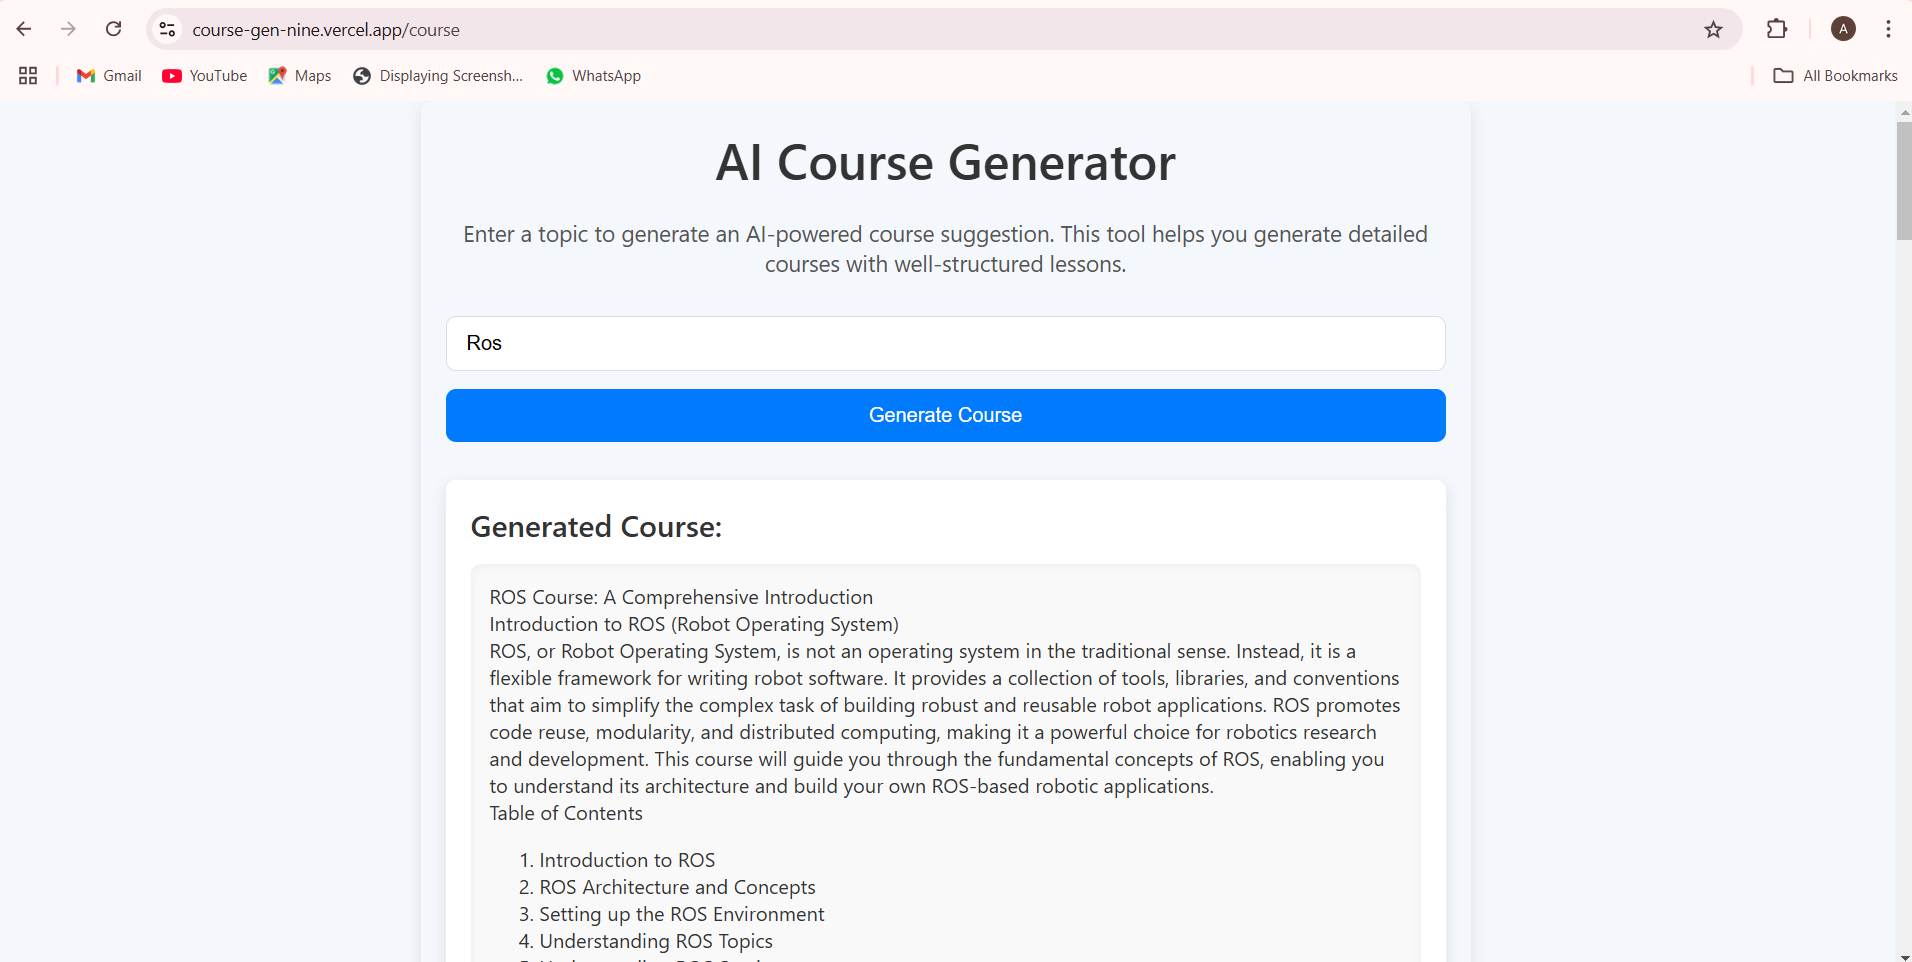 course-gen-nine.vercel.app/course
A
Gmail
YouTube
Maps
Displaying Screensh...
WhatsApp
All Bookmarks
AI Course Generator
Enter a topic to generate an AI-powered course suggestion. This tool helps you generate detailed
courses with well-structured lessons.
Ros
Generate Course
Generated Course:
ROS Course: A Comprehensive Introduction
Introduction to ROS (Robot Operating System)
ROS, or Robot Operating System, is not an operating system in the traditional sense. Instead, it is a
flexible framework for writing robot software. It provides a collection of tools, libraries, and conventions
that aim to simplify the complex task of building robust and reusable robot applications. ROS promotes
code reuse, modularity, and distributed computing, making it a powerful choice for robotics research
and development. This course will guide you through the fundamental concepts of ROS, enabling you
to understand its architecture and build your own ROS-based robotic applications.
Table of Contents
1. Introduction to ROS
2. ROS Architecture and Concepts
3. Setting up the ROS Environment
4. Understanding ROS Topics